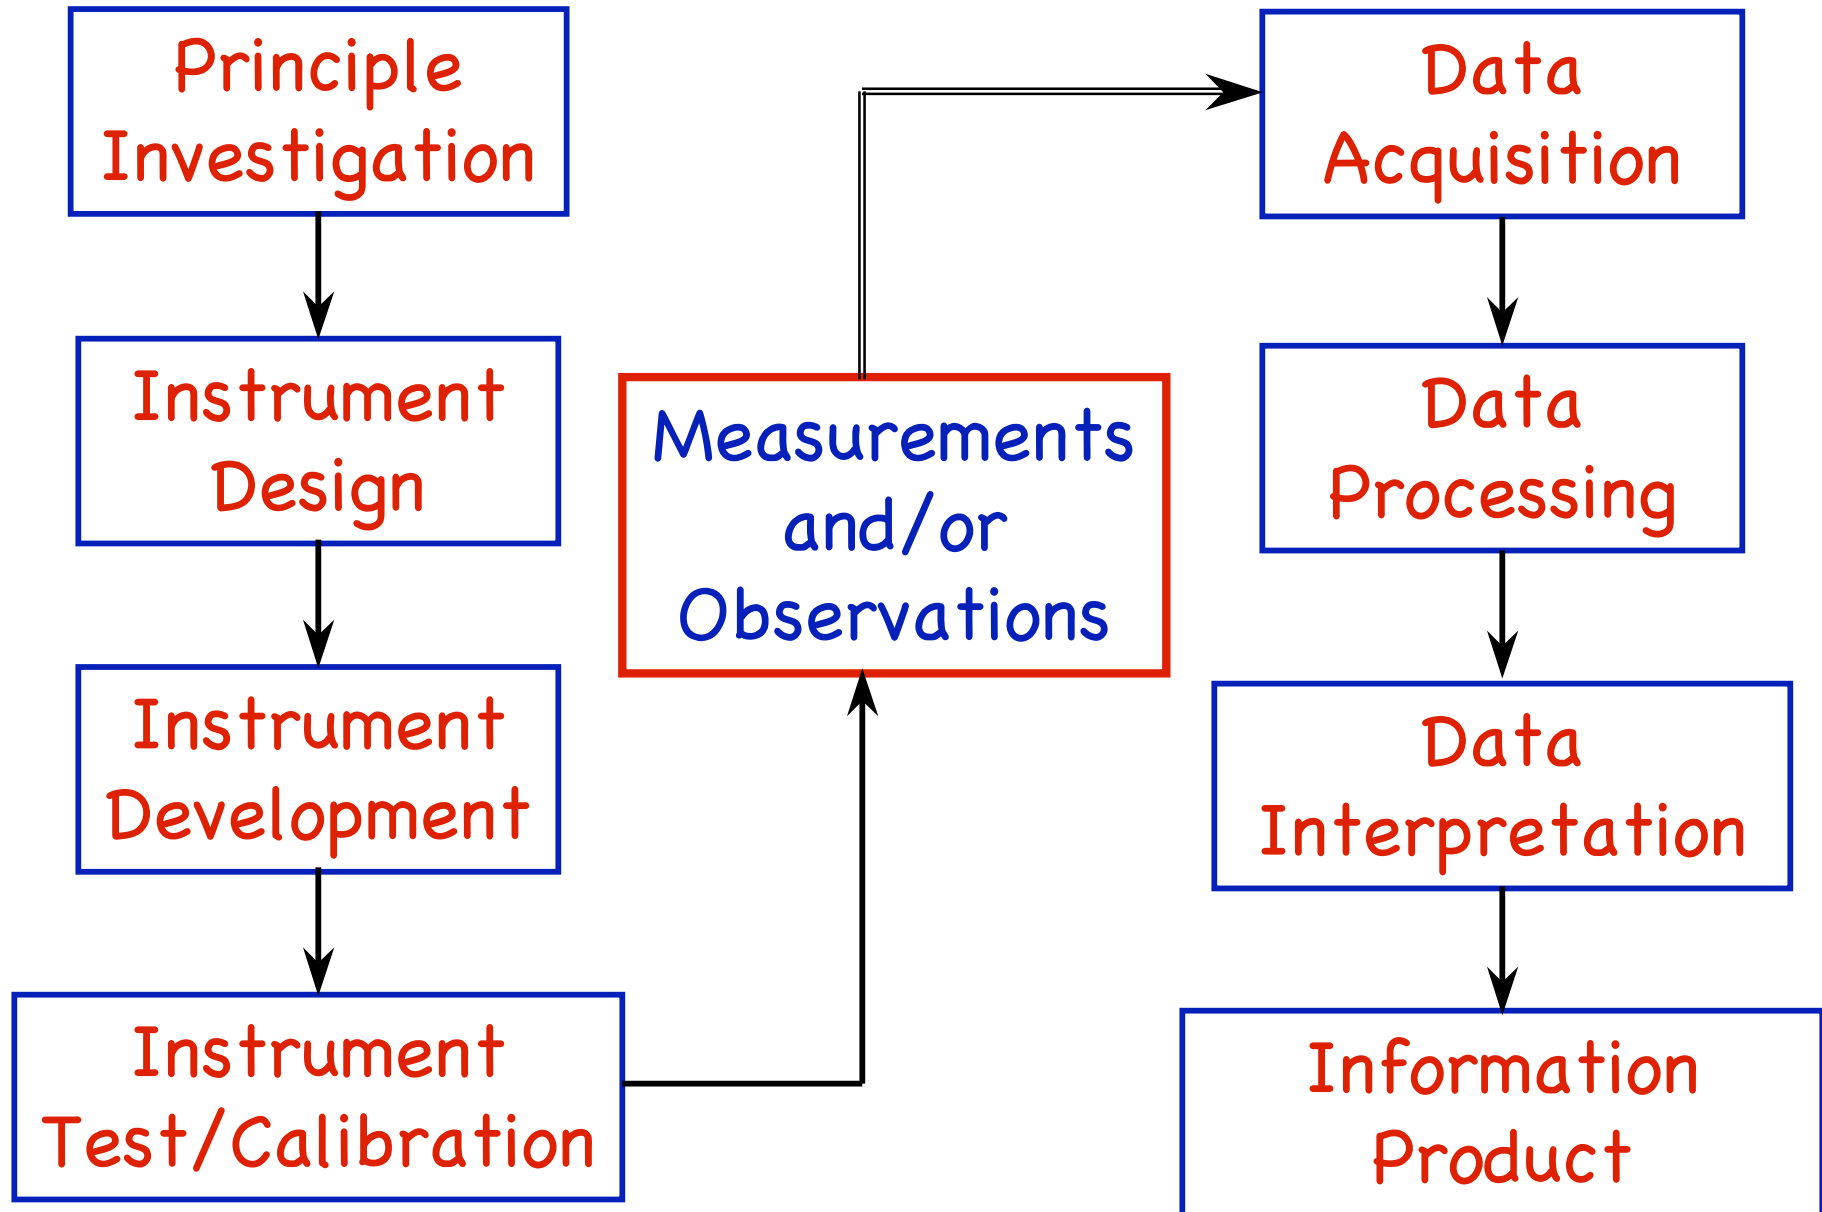 Principle
Investigation
Instrument
Design
Instrument
Development
Instrument
Test/Calibration
Measurements
and/or
Observations
Data
Acquisition
Data
Processing
Data
Interpretation
Information
Product